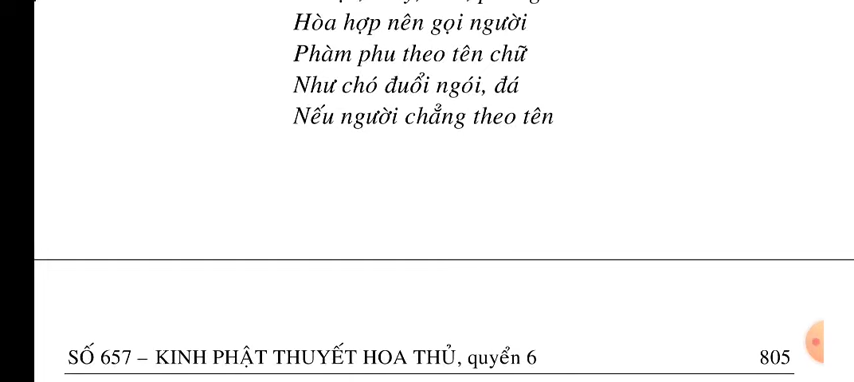 Hòa hợp nên gọi người
Phàm phu theo tên chữ
Như chó đuổi ngói, đá
Nếu người chẳng theo tên
SỐ 657 – KINH PHẬT THUYẾT HOA THỦ, quyển 6 805